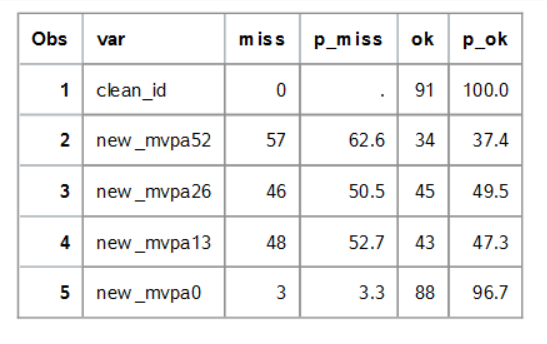 Obs var miss p_miss ok p_ok
1 clean_id 0 . 91 100.0
2 new_mvpa52 57 62.6 34 37.4
3 new_mvpa26 46 50.5 45 49.5
4 new_mvpa13 48 52.7 43 47.3
5 new_mvpa0 3 3.3 88 96.7